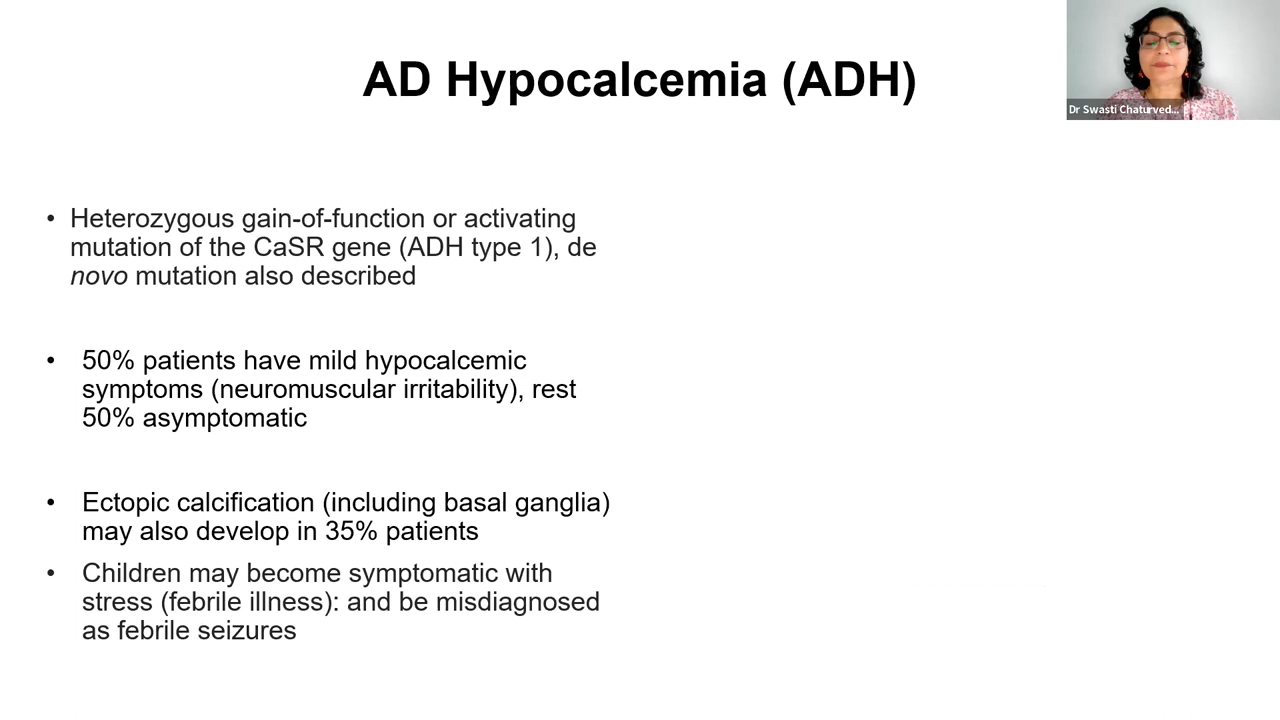 AD Hypocalcemia (ADH)
Dr Swasti Chaturved...
• Heterozygous gain-of-function or activating
mutation of the CaSR gene (ADH type 1), de
novo mutation also described
• 50% patients have mild hypocalcemic
symptoms (neuromuscular irritability), rest
50% asymptomatic
• Ectopic calcification (including basal ganglia)
may also develop in 35% patients
• Children may become symptomatic with
stress (febrile illness): and be misdiagnosed
as febrile seizures